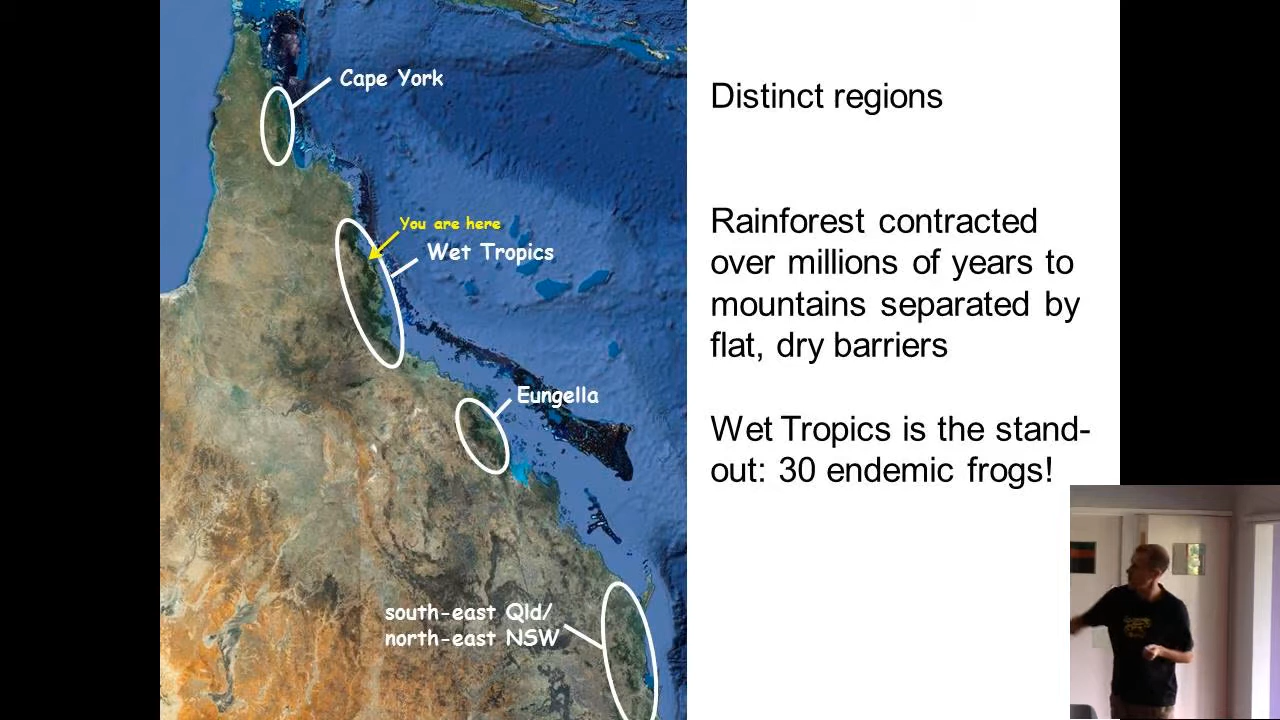 Cape York
You are here
Wet Tropics
Eungella
south-east Qld/
north-east NSW
Distinct regions
Rainforest contracted
over millions of years to
mountains separated by
flat, dry barriers
Wet Tropics is the stand-
out: 30 endemic frogs!